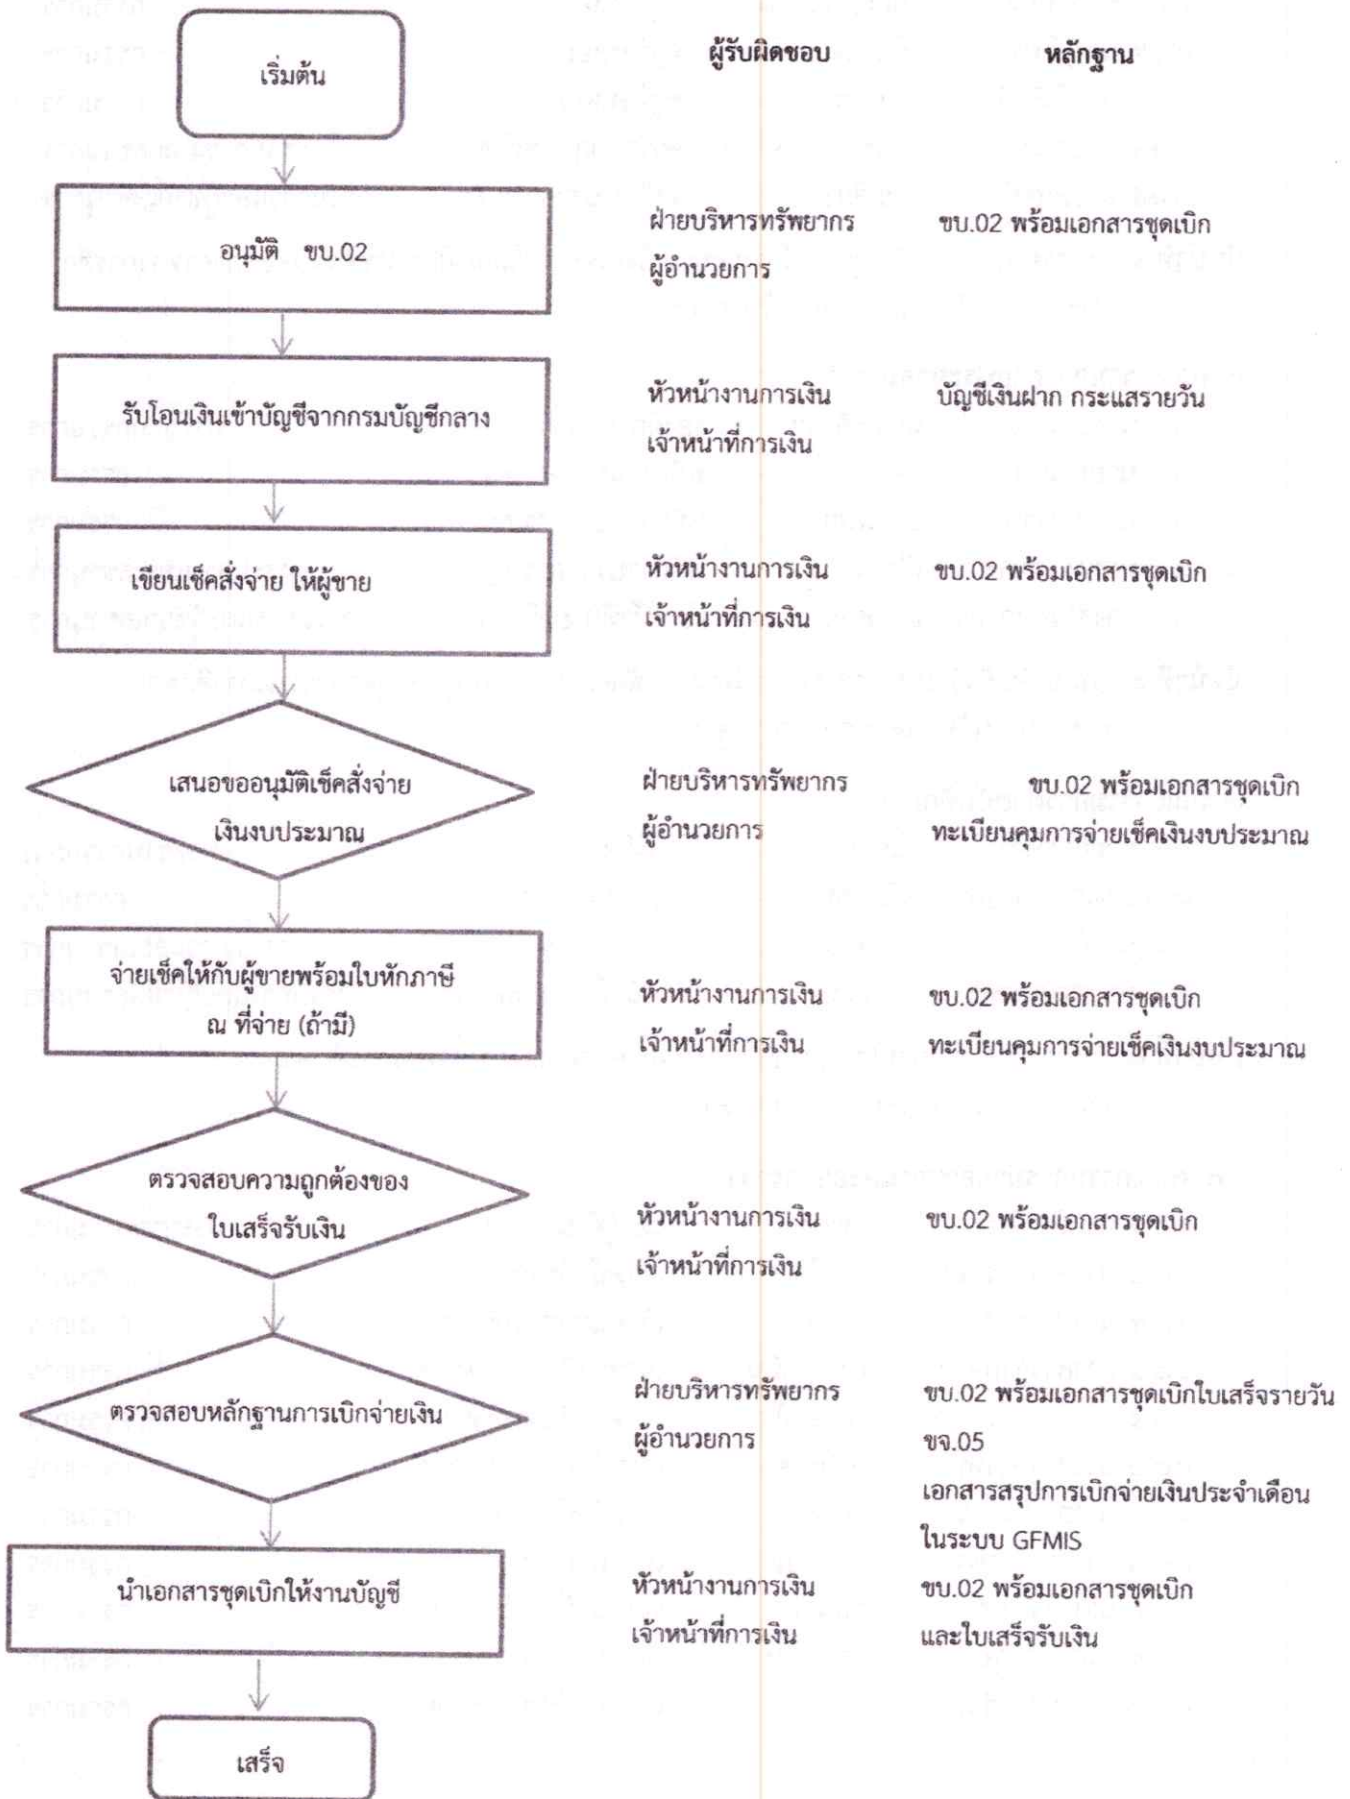 เริ่มต้น
ผู้รับผิดชอบ หลักฐาน
อนุมัติ ขบ.02
ฝ่ายบริหารทรัพยากร ขบ.02 พร้อมเอกสารชุดเบิก
ผู้อำนวยการ
รับโอนเงินเข้าบัญชีจากกรมบัญชีกลาง
หัวหน้างานการเงิน บัญชีเงินฝาก กระแสรายวัน
เจ้าหน้าที่การเงิน
เขียนเช็คสั่งจ่าย ให้ผู้ขาย
หัวหน้างานการเงิน ขบ.02 พร้อมเอกสารชุดเบิก
เจ้าหน้าที่การเงิน
เสนอขออนุมัติเช็คสั่งจ่าย
เงินงบประมาณ
ฝ่ายบริหารทรัพยากร ขบ.02 พร้อมเอกสารชุดเบิก
ผู้อำนวยการ ทะเบียนคุมการจ่ายเช็คเงินงบประมาณ
จ่ายเช็คให้กับผู้ขายพร้อมใบหักภาษี
ณ ที่จ่าย (ถ้ามี)
หัวหน้างานการเงิน ขบ.02 พร้อมเอกสารชุดเบิก
เจ้าหน้าที่การเงิน ทะเบียนคุมการจ่ายเช็คเงินงบประมาณ
ตรวจสอบความถูกต้องของ
ใบเสร็จรับเงิน
หัวหน้างานการเงิน ขบ.02 พร้อมเอกสารชุดเบิก
เจ้าหน้าที่การเงิน
ตรวจสอบหลักฐานการเบิกจ่ายเงิน
ฝ่ายบริหารทรัพยากร ขบ.02 พร้อมเอกสารชุดเบิกใบเสร็จรายวัน
ผู้อำนวยการ ขจ.05
เอกสารสรุปการเบิกจ่ายเงินประจำเดือน
ในระบบ GFMIS
นำเอกสารชุดเบิกให้งานบัญชี
หัวหน้างานการเงิน ขบ.02 พร้อมเอกสารชุดเบิก
เจ้าหน้าที่การเงิน และใบเสร็จรับเงิน
เสร็จ